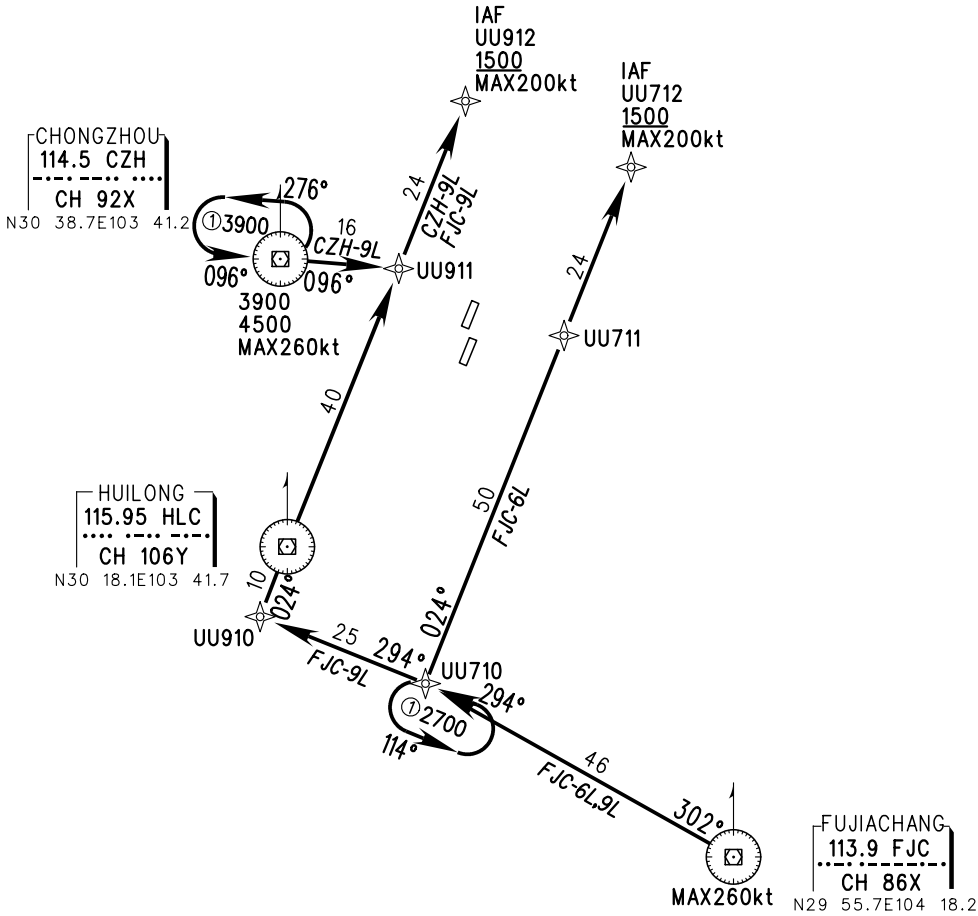 IAF
UU912
1500
MAX200kt
IAF
UU712
1500
MAX200kt
CHONGZHOU
114.5 CZH
CH 92X
N30 38.7E103 41.2
276°
① 3900
096°
16
CZH-9L
096°
3900
4500
MAX260kt
UU911
24
CZH-9L
FJC-9L
24
UU711
40
50
FJC-6L
HUILONG
115.95 HLC
CH 106Y
N30 18.1E103 41.7
10
024°
UU910
25
FJC-9L
294°
024°
UU710
294°
① 2700
114°
46
FJC-6L,9L
302°
MAX260kt
FUJIACHANG
113.9 FJC
CH 86X
N29 55.7E104 18.2